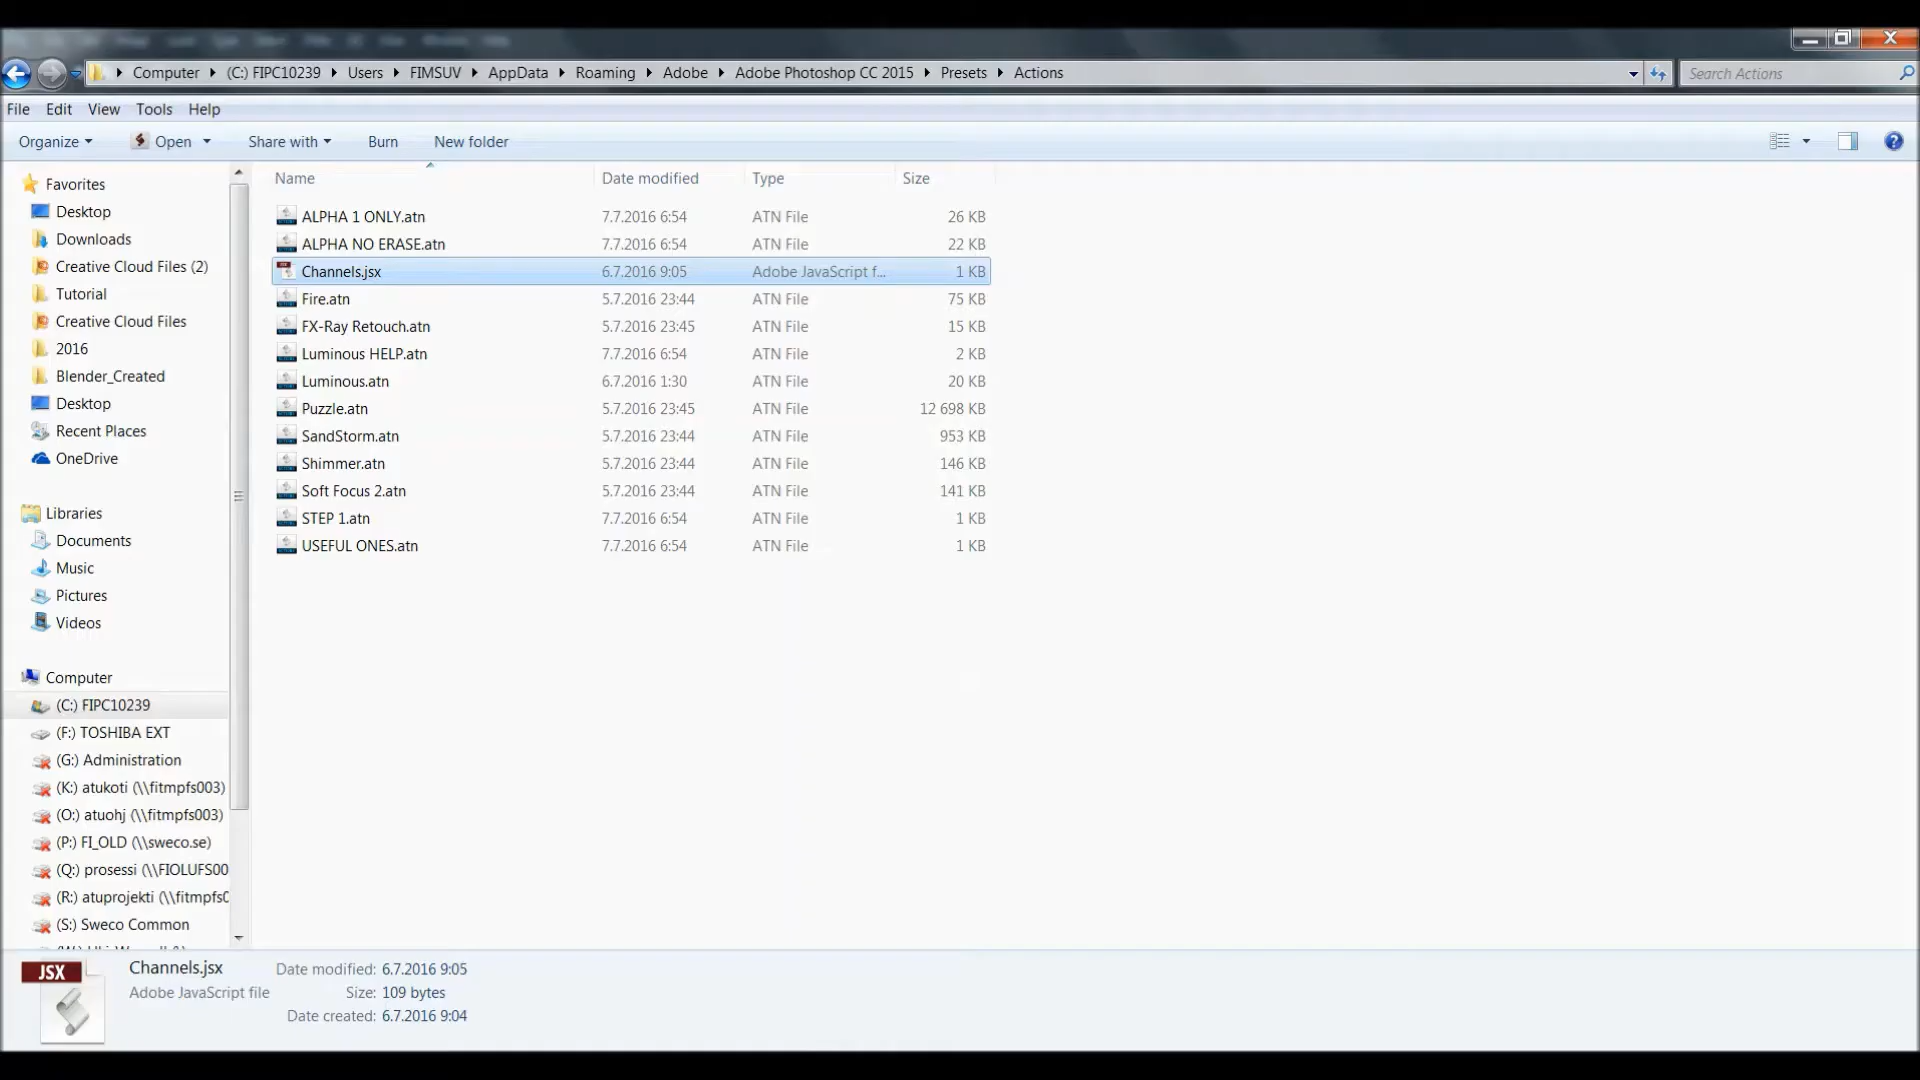 Computer (C:) FIPC10239 Users FIMSUV AppData Roaming Adobe Adobe Photoshop CC 2015 Presets Actions Search Actions
File Edit View Tools Help
Organize Open Share with Burn New folder
Name Date modified Type Size
ALPHA 1 ONLY.atn 7.7.2016 6:54 ATN File 26 KB
ALPHA NO ERASE.atn 7.7.2016 6:54 ATN File 22 KB
Channels.jsx 6.7.2016 9:05 Adobe JavaScript f... 1 KB
Fire.atn 5.7.2016 23:44 ATN File 75 KB
FX-Ray Retouch.atn 5.7.2016 23:45 ATN File 15 KB
Luminous HELP.atn 7.7.2016 6:54 ATN File 2 KB
Luminous.atn 6.7.2016 1:30 ATN File 20 KB
Puzzle.atn 5.7.2016 23:45 ATN File 12 698 KB
SandStorm.atn 5.7.2016 23:44 ATN File 953 KB
Shimmer.atn 5.7.2016 23:44 ATN File 146 KB
Soft Focus 2.atn 5.7.2016 23:44 ATN File 141 KB
STEP 1.atn 7.7.2016 6:54 ATN File 1 KB
USEFUL ONES.atn 7.7.2016 6:54 ATN File 1 KB
Favorites
Desktop
Downloads
Creative Cloud Files (2)
Tutorial
Creative Cloud Files
2016
Blender_Created
Desktop
Recent Places
OneDrive
Libraries
Documents
Music
Pictures
Videos
Computer
(C:) FIPC10239
(F:) TOSHIBA EXT
(G:) Administration
(K:) atukoti (\\fitmpfs003)
(O:) atuohj (\\fitmpfs003)
(P:) FI_OLD (\\sweco.se)
(Q:) prosessi (\\FIOLUFS00
(R:) atuprojekti (\\fitmpfs0
(S:) Sweco Common
JSX
Channels.jsx Date modified: 6.7.2016 9:05
Adobe JavaScript file Size: 109 bytes
Date created: 6.7.2016 9:04